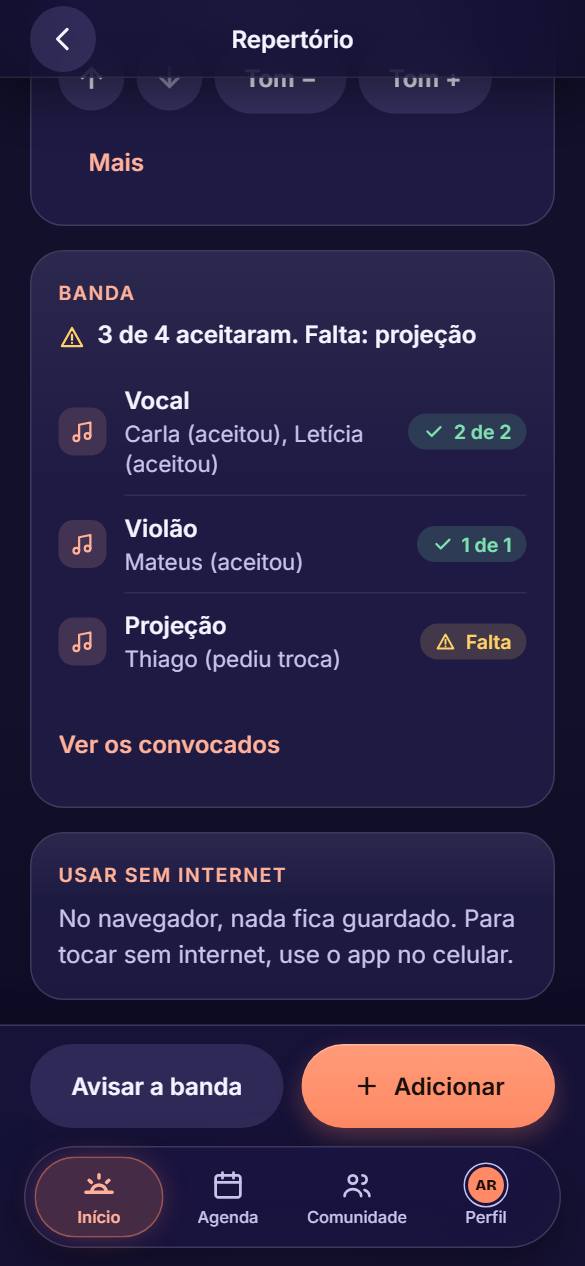 Repertório
Tom − Tom +
Mais
BANDA
3 de 4 aceitaram. Falta: projeção
Vocal
Carla (aceitou), Letícia
(aceitou)
2 de 2
Violão
Mateus (aceitou)
1 de 1
Projeção
Thiago (pediu troca)
Falta
Ver os convocados
USAR SEM INTERNET
No navegador, nada fica guardado. Para
tocar sem internet, use o app no celular.
Avisar a banda
+ Adicionar
Início
Agenda
Comunidade
AR
Perfil